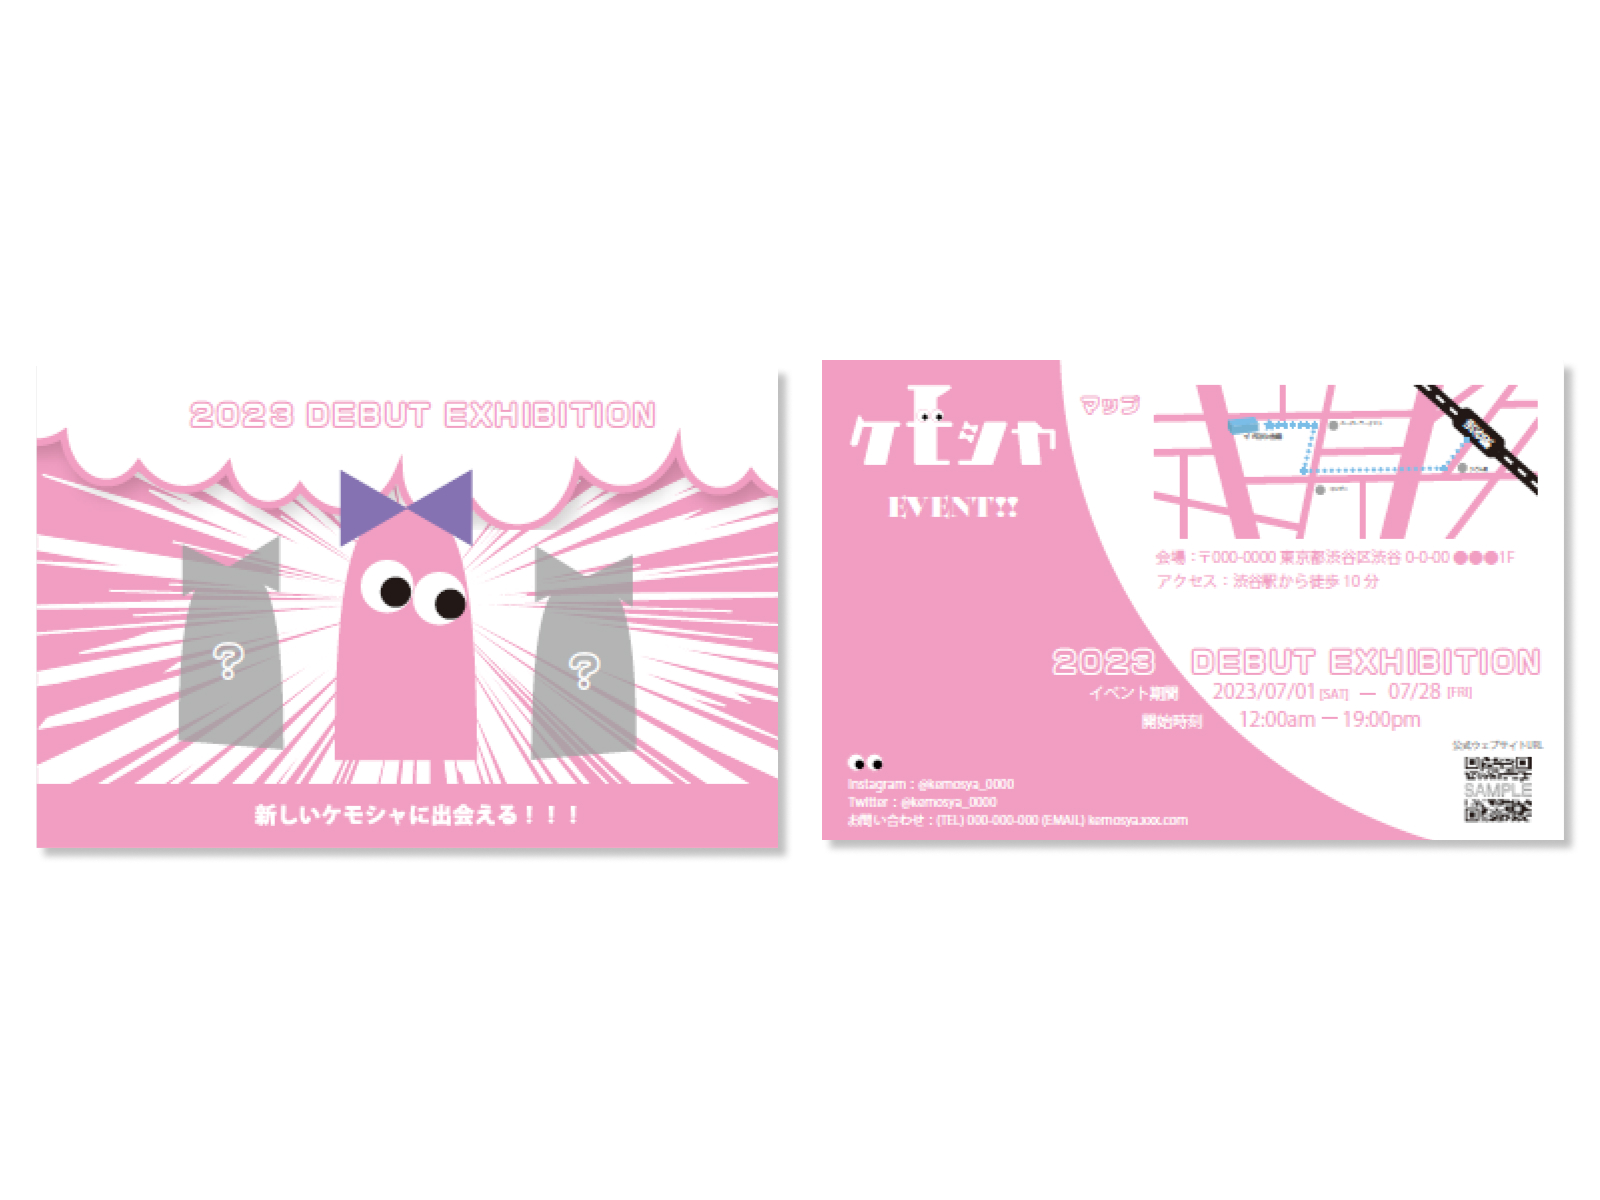 2023 DEBUT EXHIBITION
?
?
新しいケモシャに出会える！！！
ケモシャ
EVENT!!
マップ
会場：〒000-0000 東京都渋谷区渋谷 0-0-00 ●●●1F
アクセス：渋谷駅から徒歩 10 分
2023 DEBUT EXHIBITION
イベント期間 2023/07/01 [SAT] — 07/28 [FRI]
開始時刻 12:00am ー 19:00pm
公式ウェブサイトURL
SAMPLE
Instagram：@kemosya_0000
Twitter：@kemosya_0000
お問い合わせ：(TEL) 000-000-000 (EMAIL) kemosya.xxx.com